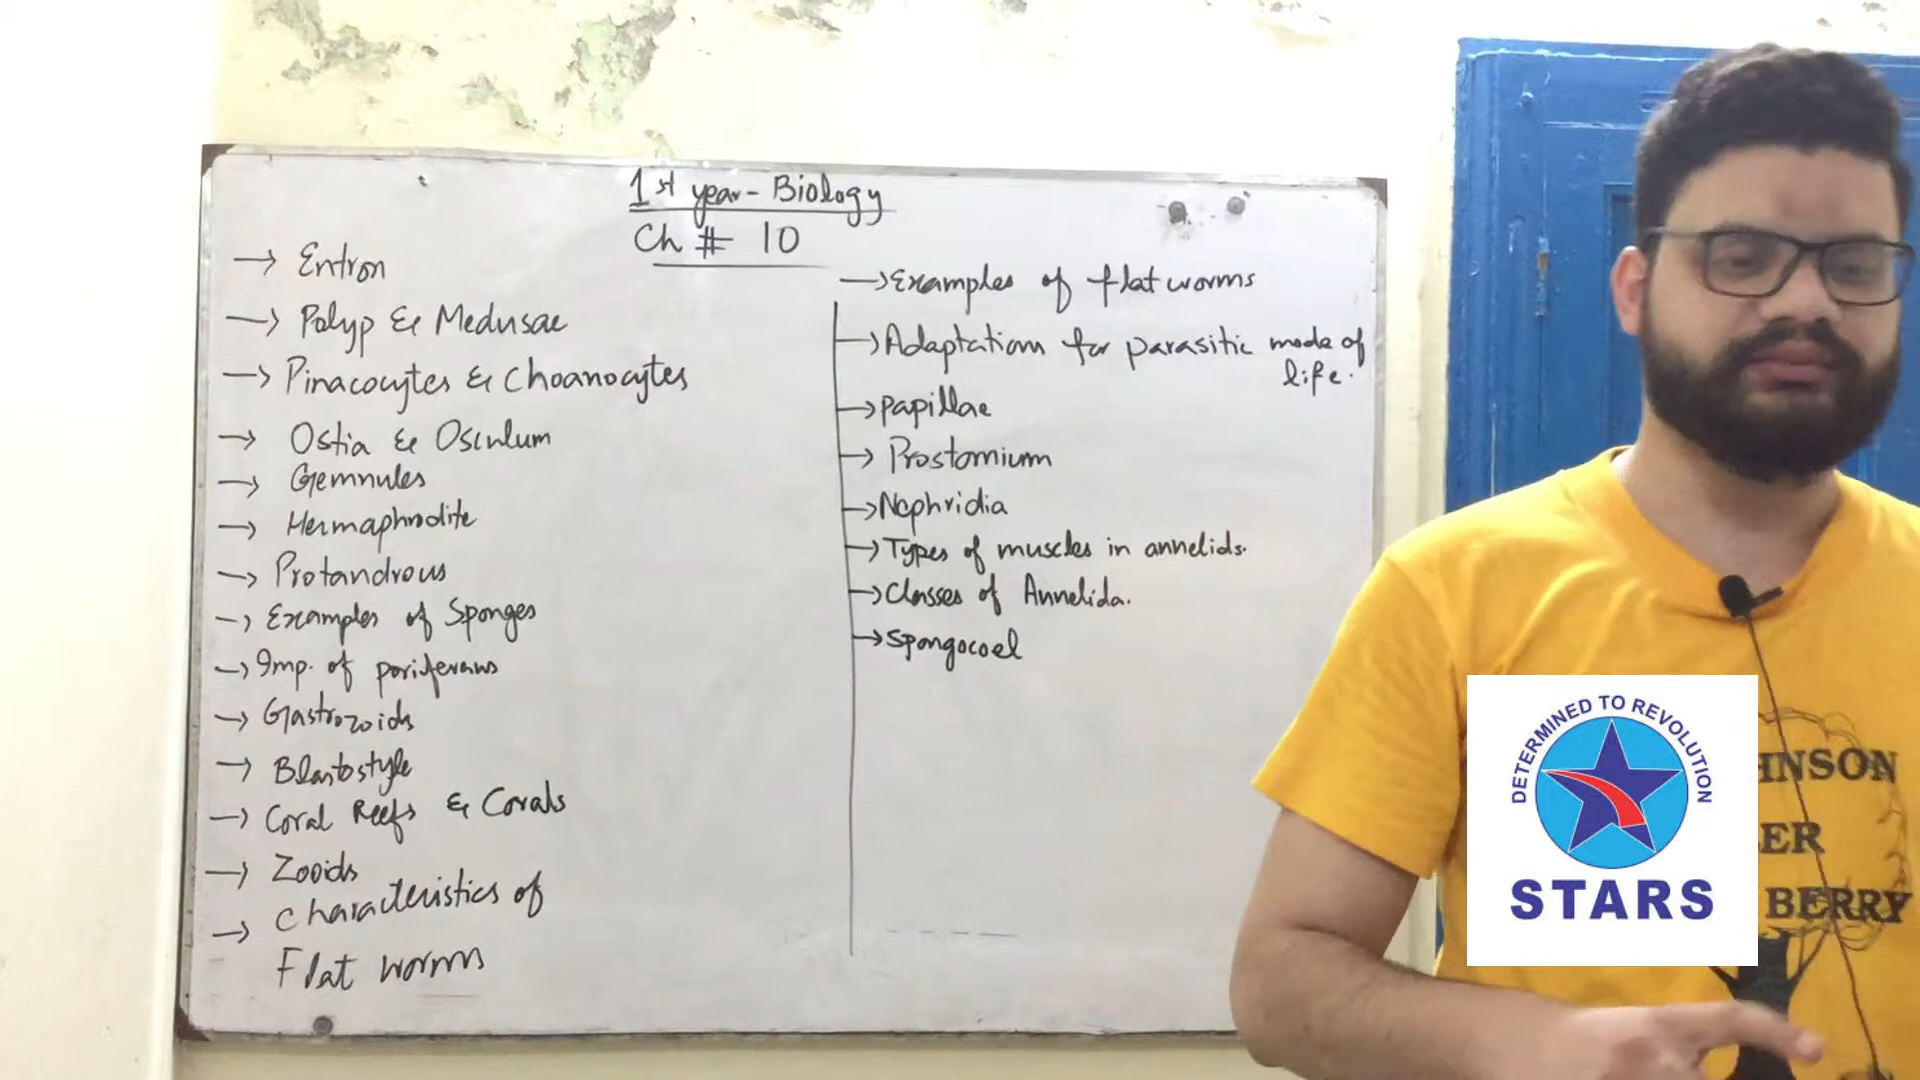 1st year - Biology
Ch # 10
→ Entron
→ Polyp & Medusae
→ Pinacocytes & Choanocytes
→ Ostia & Osculum
→ Gemnules
→ Hermaphrodite
→ Protandrous
→ Examples of Sponges
→ Imp. of poriferans
→ Gastrozoids
→ Blastostyle
→ Coral Reefs & Corals
→ Zooids
→ Characteristics of
Flat worms
→ Examples of flat worms
→ Adaptations for parasitic mode of
life.
→ Papillae
→ Prostomium
→ Nephridia
→ Types of muscles in annelids.
→ Classes of Annelida.
→ Spongocoel
DETERMINED TO REVOLUTION
STARS
HNSON
ER
BERRY